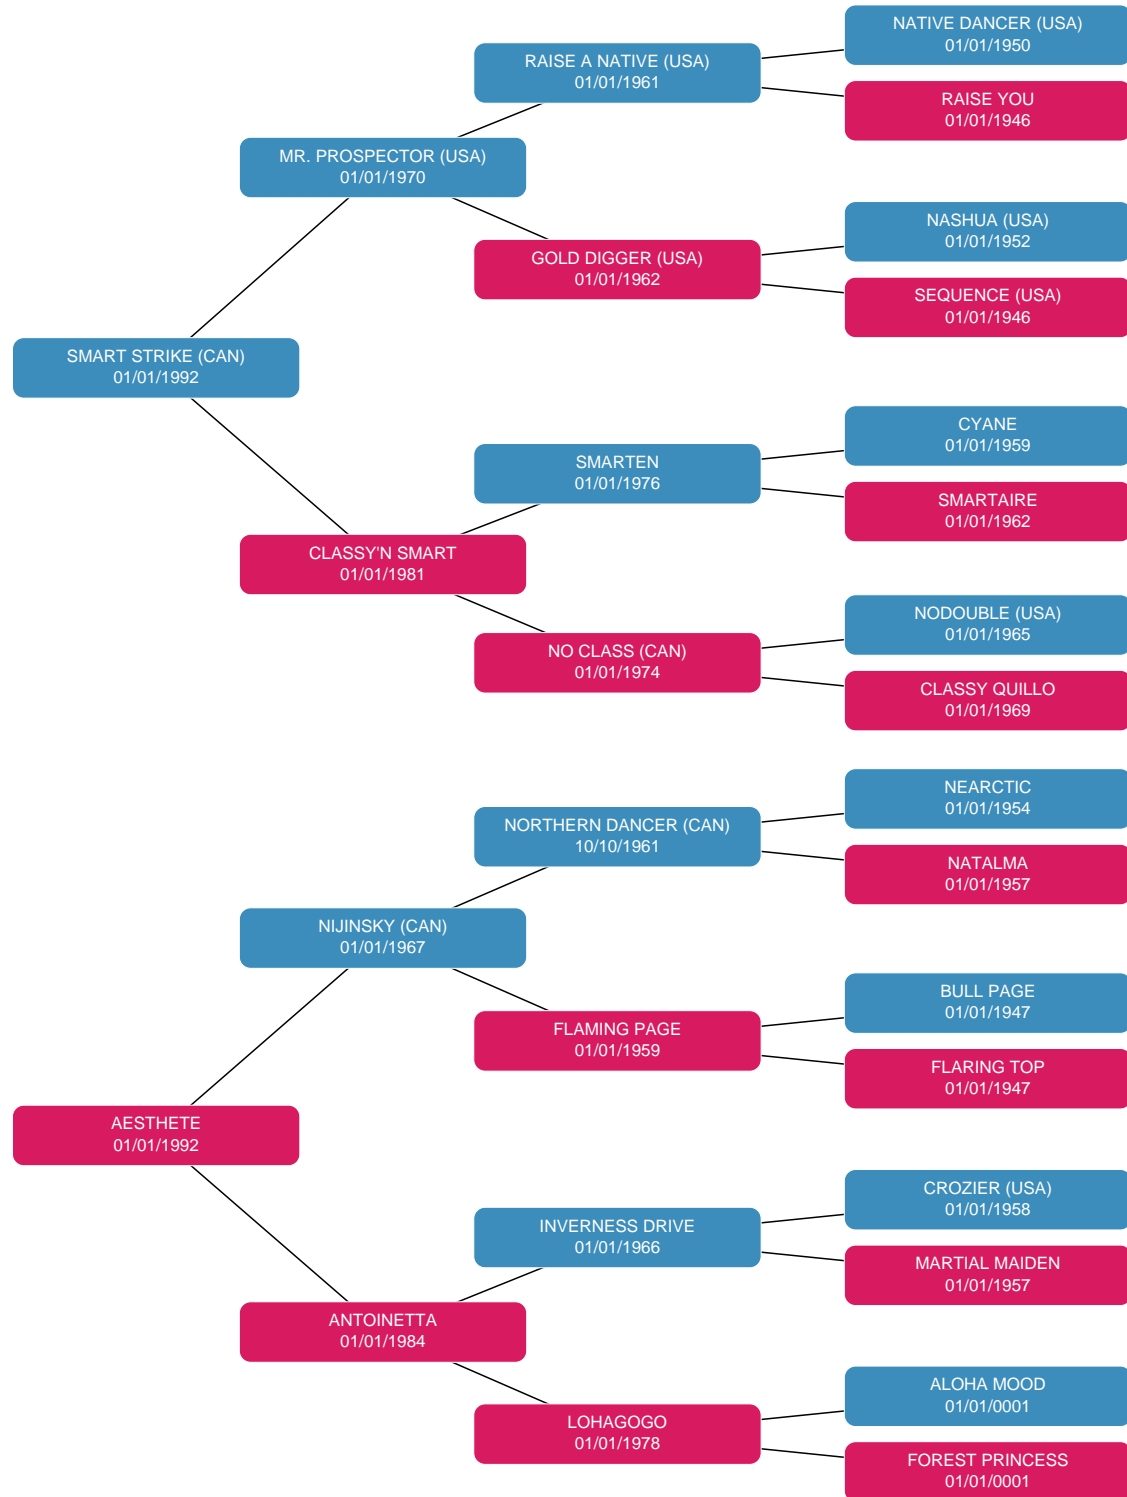 NATIVE DANCER (USA)
01/01/1950
RAISE A NATIVE (USA)
01/01/1961
RAISE YOU
01/01/1946
MR. PROSPECTOR (USA)
01/01/1970
NASHUA (USA)
01/01/1952
GOLD DIGGER (USA)
01/01/1962
SEQUENCE (USA)
01/01/1946
SMART STRIKE (CAN)
01/01/1992
CYANE
01/01/1959
SMARTEN
01/01/1976
SMARTAIRE
01/01/1962
CLASSY'N SMART
01/01/1981
NODOUBLE (USA)
01/01/1965
NO CLASS (CAN)
01/01/1974
CLASSY QUILLO
01/01/1969
NEARCTIC
01/01/1954
NORTHERN DANCER (CAN)
10/10/1961
NATALMA
01/01/1957
NIJINSKY (CAN)
01/01/1967
BULL PAGE
01/01/1947
FLAMING PAGE
01/01/1959
FLARING TOP
01/01/1947
AESTHETE
01/01/1992
CROZIER (USA)
01/01/1958
INVERNESS DRIVE
01/01/1966
MARTIAL MAIDEN
01/01/1957
ANTOINETTA
01/01/1984
ALOHA MOOD
01/01/0001
LOHAGOGO
01/01/1978
FOREST PRINCESS
01/01/0001